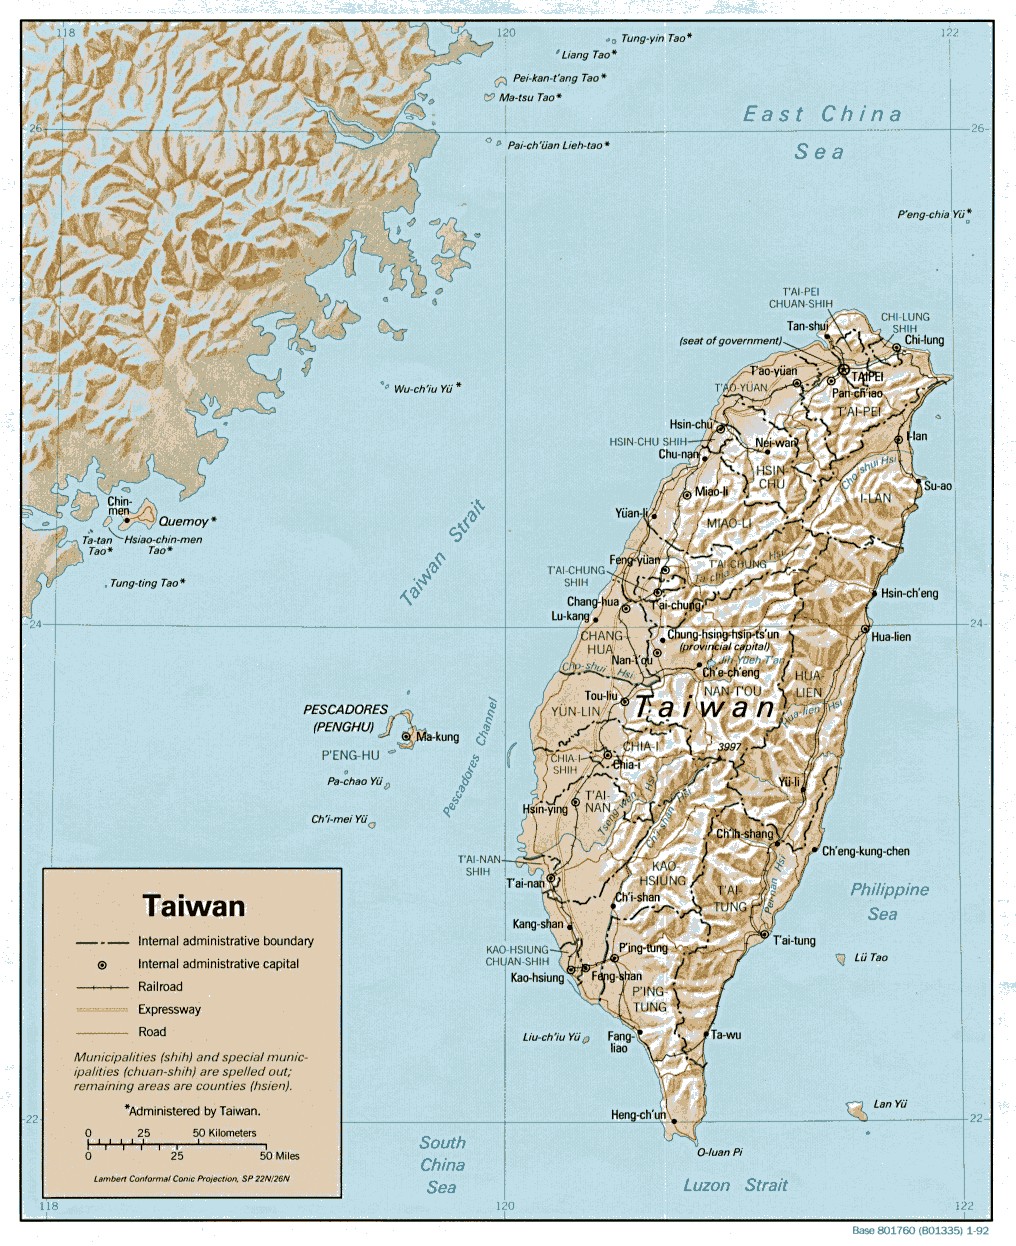 118
120
122
Tung-yin Tao*
Liang Tao*
Pei-kan-t'ang Tao*
Ma-tsu Tao*
East China
Sea
26
26
Pai-ch'üan Lieh-tao*
P'eng-chia Yü*
T'AI-PEI
CHUAN-SHIH
CHI-LUNG
SHIH
Tan-shui
(seat of government)
Chi-lung
T'ao-yüan
TAIPEI
T'AO-YÜAN
Pan-ch'iao
Wu-ch'iu Yü *
T'AI-PEI
Hsin-chu
HSIN-CHU SHIH
Nei-wan
I-lan
Chu-nan
Cho-shui Hsi
HSIN-
CHU
Su-ao
Miao-li
I-LAN
Chin-
men
Yüan-li
MIAO-LI
Quemoy *
Ta-tan
Tao*
Hsiao-chin-men
Tao*
Taiwan Strait
Feng-yüan
Hsi
T'AI-CHUNG
Ta-chia
T'AI-CHUNG
SHIH
Tung-ting Tao*
Hsin-ch'eng
Chang-hua
T'ai-chung
Lu-kang
24
24
CHANG-
HUA
Chung-hsing-hsin-ts'un
(provincial capital)
Hua-lien
Nan-t'ou
Jih-Yueh T'an
Cho-shui Hsi
Ch'e-ch'eng
HUA-
LIEN
Tou-liu
NAN-T'OU
Taiwan
YÜN-LIN
Hua-lien Hsi
PESCADORES
(PENGHU)
Ma-kung
Pescadores Channel
P'ENG-HU
CHIA-I
3997
CHIA-I
SHIH
Chia-i
Pa-chao Yü
Yü-li
Hsin-ying
T'AI-
NAN
Ch'i-mei Yü
Ch'ih-shang
Ch'eng-kung-chen
T'AI-NAN
SHIH
KAO-
HSIUNG
T'ai-nan
T'AI-
TUNG
Pei-nan Hsi
Philippine
Sea
Ch'i-shan
Kang-shan
T'ai-tung
KAO-HSIUNG
CHUAN-SHIH
P'ing-tung
Lü Tao
Kao-hsiung
Feng-shan
P'ING-
TUNG
Liu-ch'iu Yü
Fang-
liao
Ta-wu
Lan Yü
Heng-ch'un
22
22
O-luan Pi
South
China
Sea
Luzon Strait
Taiwan
Internal administrative boundary
Internal administrative capital
Railroad
Expressway
Road
Municipalities (shih) and special munic-
ipalities (chuan-shih) are spelled out;
remaining areas are counties (hsien).
*Administered by Taiwan.
0 25 50 Kilometers
0 25 50 Miles
Lambert Conformal Conic Projection, SP 22N/26N
118
120
122
Base 801760 (B01335) 1-92